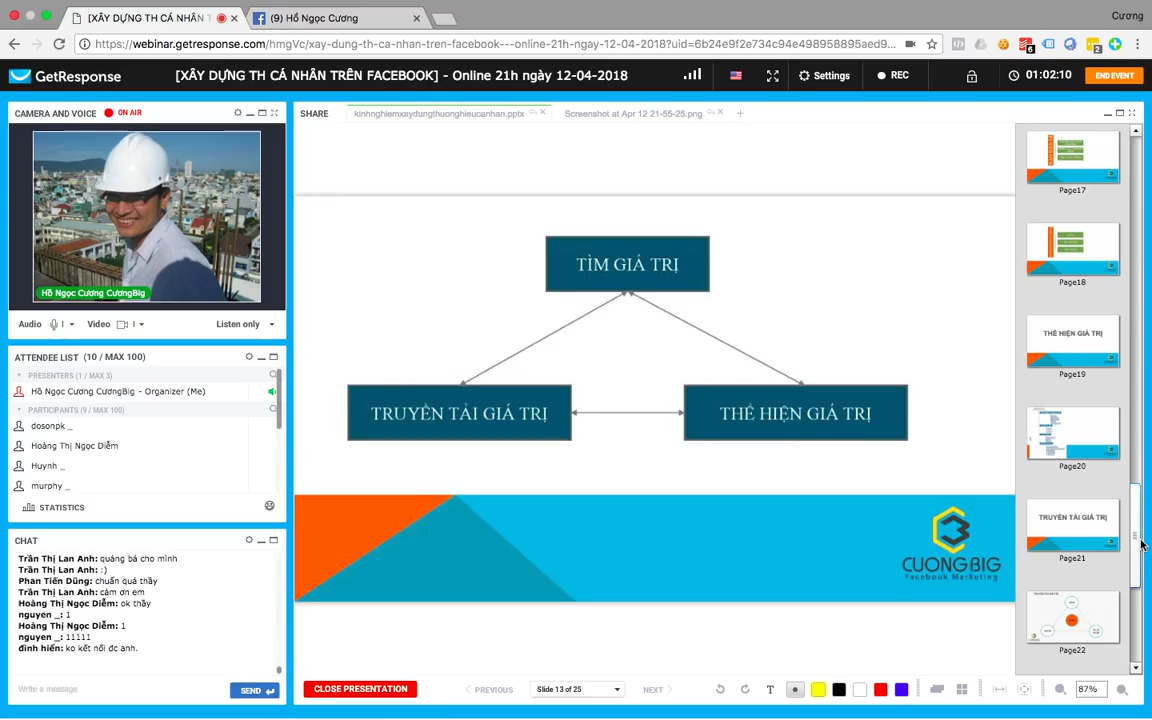 [XÂY DỰNG TH CÁ NHÂN T
(9) Hồ Ngọc Cương
Cương
https://webinar.getresponse.com/hmgVc/xay-dung-th-ca-nhan-tren-facebook---online-21h-ngay-12-04-2018?uid=6b24e9f2e734c94e498958895aed9...
6
2
GetResponse
[XÂY DỰNG TH CÁ NHÂN TRÊN FACEBOOK] - Online 21h ngày 12-04-2018
Settings
REC
01:02:10
END EVENT
CAMERA AND VOICE
ON AIR
SHARE
kinhnghiemxaydungthuonghieucanhan.pptx
Screenshot at Apr 12 21-55-25.png
Hồ Ngọc Cương CươngBig
Audio
Video
Listen only
ATTENDEE LIST (10 / MAX 100)
PRESENTERS (1 / MAX 3)
Hồ Ngọc Cương CươngBig - Organizer (Me)
PARTICIPANTS (9 / MAX 100)
dosonpk _
Hoàng Thị Ngọc Diễm
Huynh _
murphy _
STATISTICS
CHAT
Trần Thị Lan Anh: quảng bá cho mình
Trần Thị Lan Anh: :)
Phan Tiến Dũng: chuẩn quá thầy
Trần Thị Lan Anh: cảm ơn em
Hoàng Thị Ngọc Diễm: ok thầy
nguyen _: 1
Hoàng Thị Ngọc Diễm: 1
nguyen _: 11111
đình hiến: ko kết nối đc anh.
Write a message
SEND
TÌM GIÁ TRỊ
TRUYỀN TẢI GIÁ TRỊ
THỂ HIỆN GIÁ TRỊ
CUONGBIG
Facebook Marketing
Page17
Page18
THỂ HIỆN GIÁ TRỊ
Page19
Page20
TRUYỀN TẢI GIÁ TRỊ
Page21
Page22
CLOSE PRESENTATION
PREVIOUS
Slide 13 of 25
NEXT
T
87%